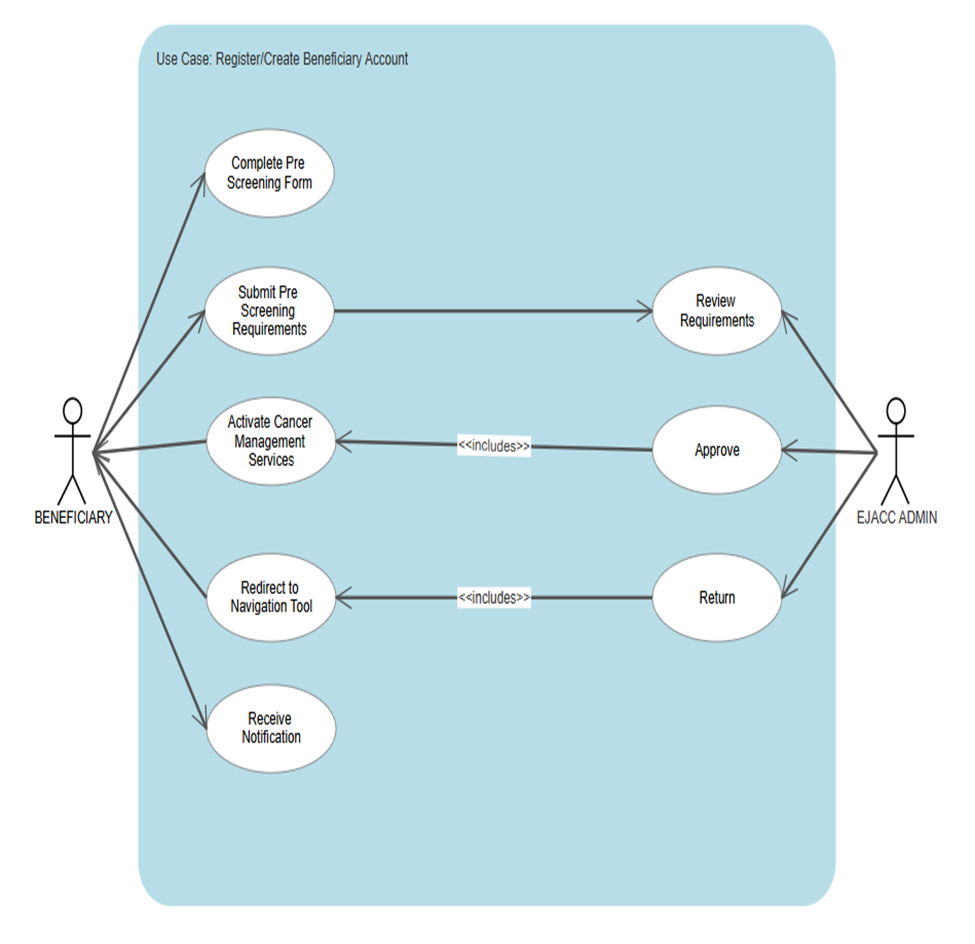 Use Case: Register/Create Beneficiary Account
Complete Pre
Screening Form
Submit Pre
Screening
Requirements
Review
Requirements
Activate Cancer
Management
Services
<<includes>>
Approve
BENEFICIARY
EJACC ADMIN
Redirect to
Navigation Tool
<<includes>>
Return
Receive
Notification